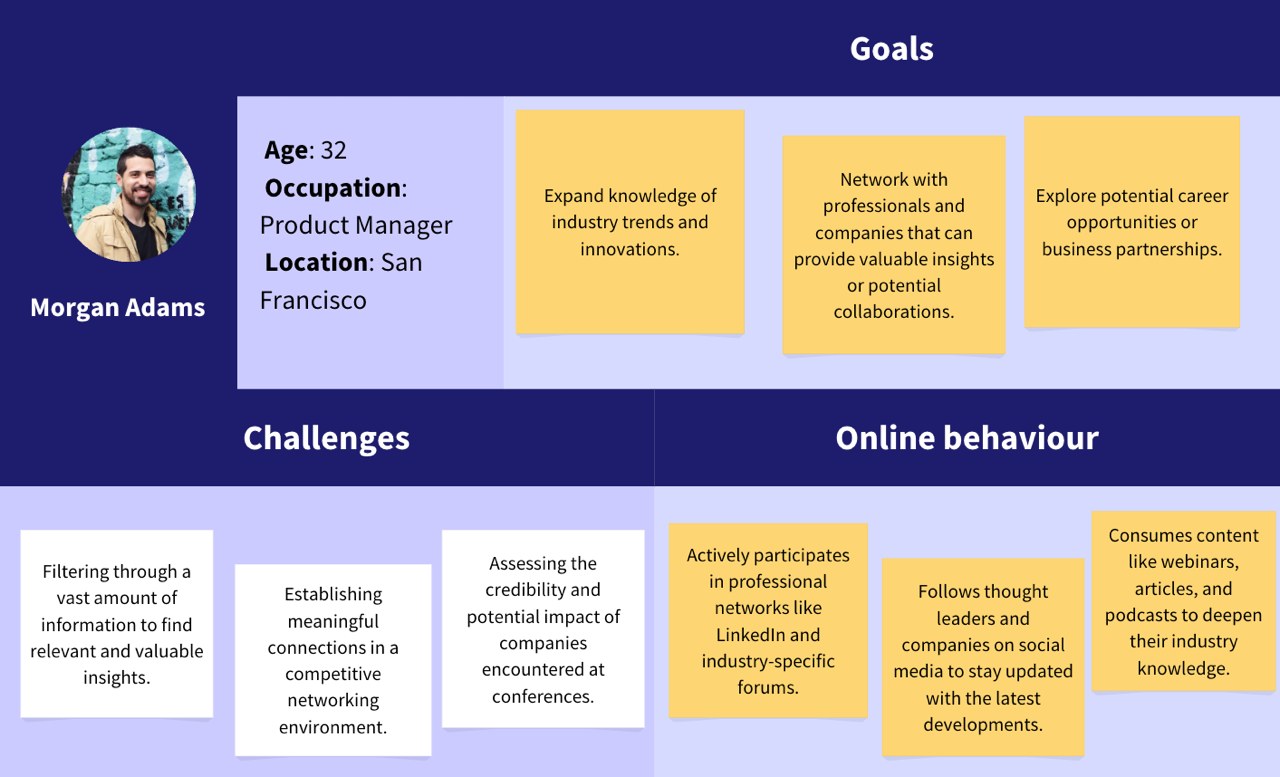 Goals
Morgan Adams
Age: 32
Occupation:
Product Manager
Location: San
Francisco
Expand knowledge of
industry trends and
innovations.
Network with
professionals and
companies that can
provide valuable insights
or potential
collaborations.
Explore potential career
opportunities or
business partnerships.
Challenges
Filtering through a
vast amount of
information to find
relevant and valuable
insights.
Establishing
meaningful
connections in a
competitive
networking
environment.
Assessing the
credibility and
potential impact of
companies
encountered at
conferences.
Online behaviour
Actively participates
in professional
networks like
LinkedIn and
industry-specific
forums.
Follows thought
leaders and
companies on social
media to stay updated
with the latest
developments.
Consumes content
like webinars,
articles, and
podcasts to deepen
their industry
knowledge.